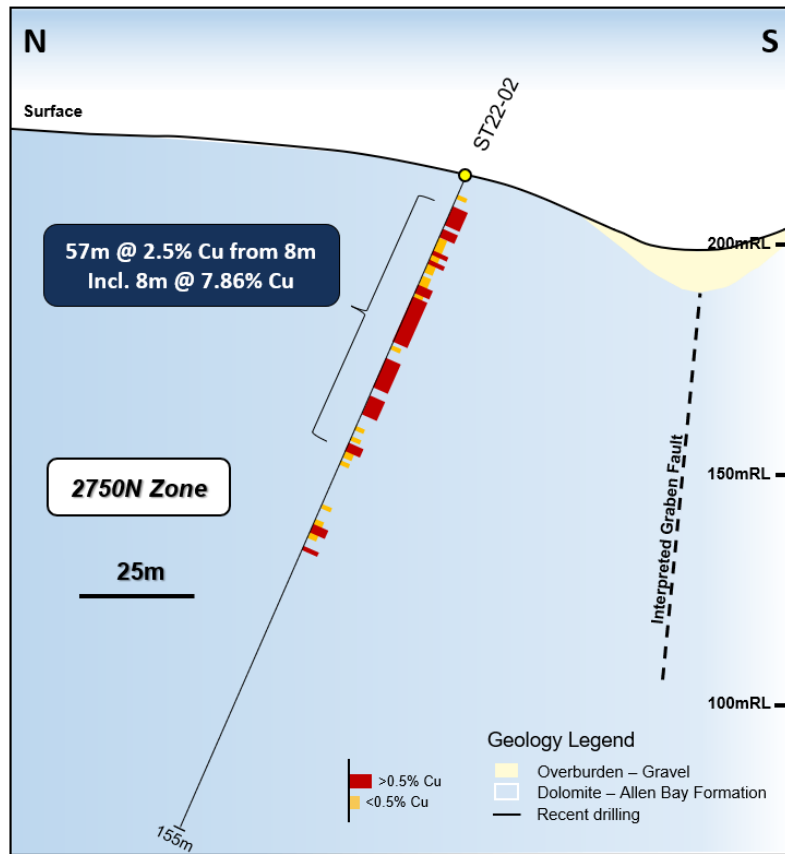 N
S
Surface
ST22-02
57m @ 2.5% Cu from 8m
Incl. 8m @ 7.86% Cu
200mRL
2750N Zone
150mRL
Interpreted Graben Fault
25m
100mRL
Geology Legend
>0.5% Cu
<0.5% Cu
Overburden – Gravel
Dolomite – Allen Bay Formation
Recent drilling
155m